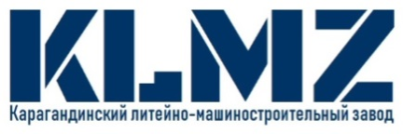 KLMZ
Карагандинский литейно-машиностроительный завод